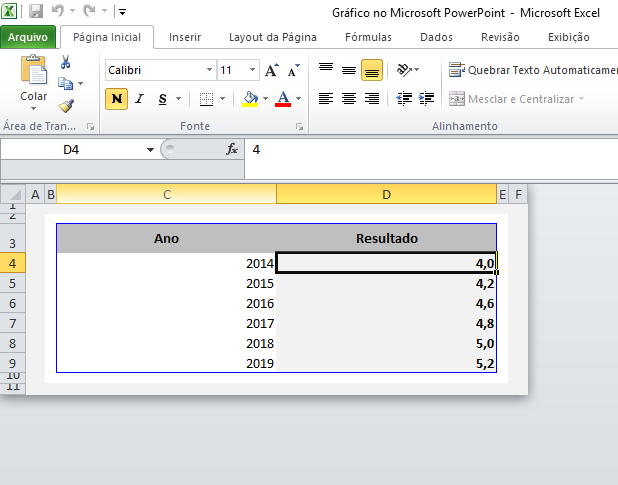 Gráfico no Microsoft PowerPoint - Microsoft Excel
Arquivo Página Inicial Inserir Layout da Página Fórmulas Dados Revisão Exibição
Colar
Calibri 11 A A
N I S A
Quebrar Texto Automaticamen
Mesclar e Centralizar
Área de Tran... Fonte Alinhamento
D4 fx 4
A B C D E F
1
2
3 Ano Resultado
4 2014 4,0
5 2015 4,2
6 2016 4,6
7 2017 4,8
8 2018 5,0
9 2019 5,2
10
11